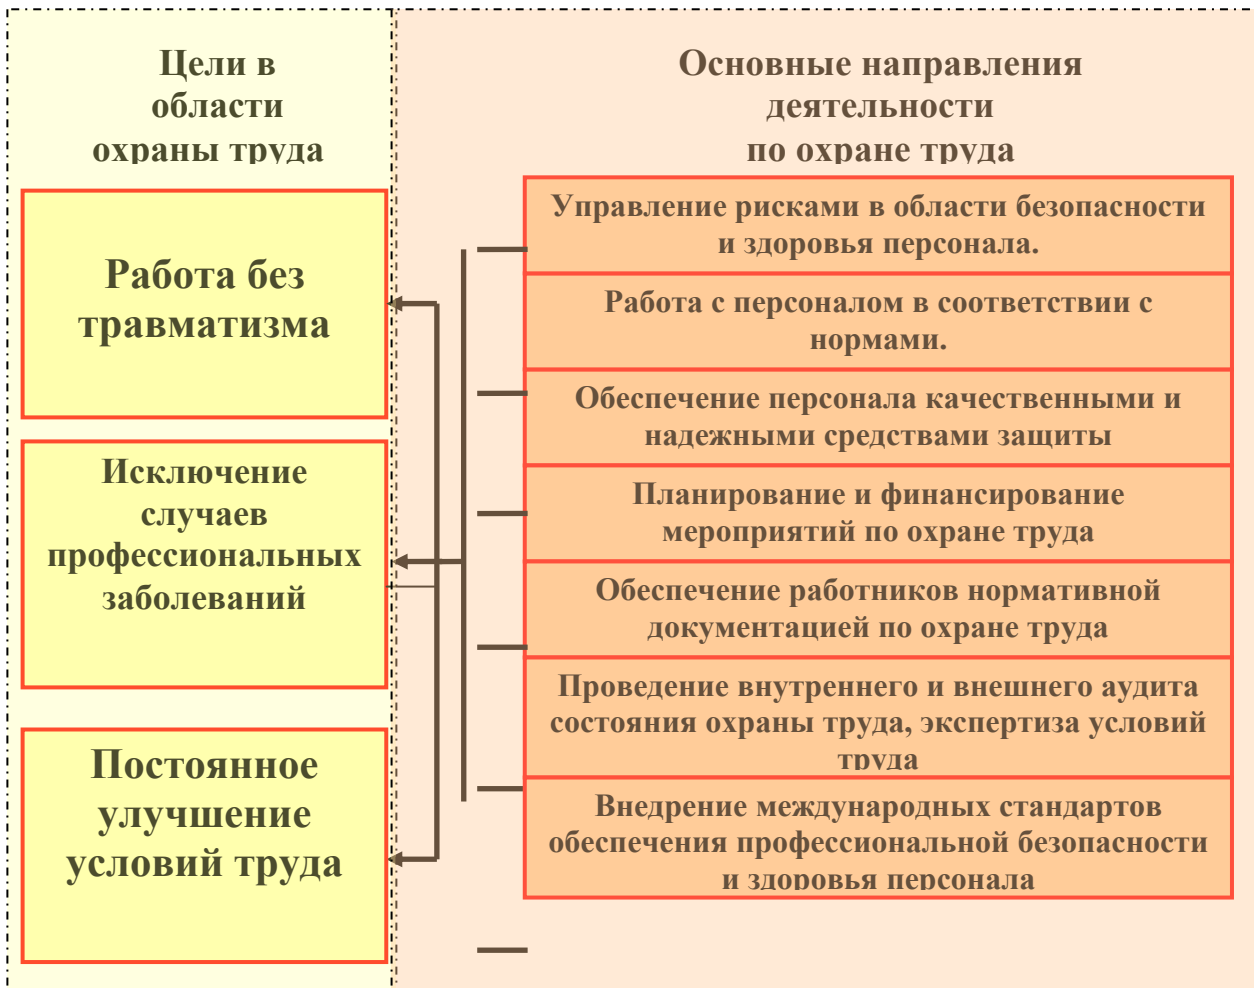 Цели в
области
охраны труда
Работа без
травматизма
Исключение
случаев
профессиональных
заболеваний
Постоянное
улучшение
условий труда
Основные направления
деятельности
по охране труда
Управление рисками в области безопасности
и здоровья персонала.
Работа с персоналом в соответствии с
нормами.
Обеспечение персонала качественными и
надежными средствами защиты
Планирование и финансирование
мероприятий по охране труда
Обеспечение работников нормативной
документацией по охране труда
Проведение внутреннего и внешнего аудита
состояния охраны труда, экспертиза условий
труда
Внедрение международных стандартов
обеспечения профессиональной безопасности
и здоровья персонала